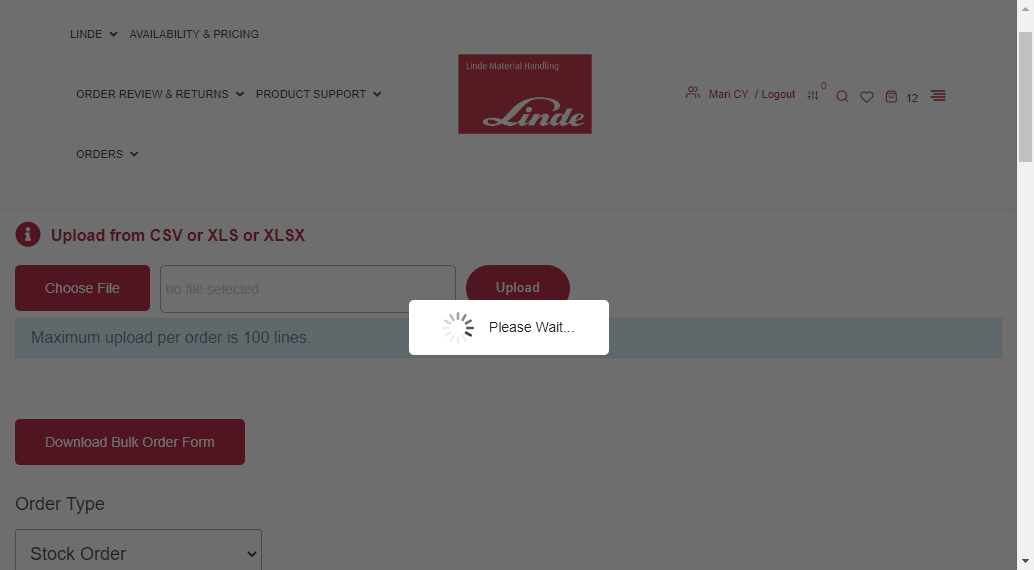 LINDE AVAILABILITY & PRICING
Linde Material Handling
Linde
ORDER REVIEW & RETURNS PRODUCT SUPPORT
Mari CY / Logout 0 12
ORDERS
Upload from CSV or XLS or XLSX
Choose File no file selected Upload
Please Wait...
Maximum upload per order is 100 lines.
Download Bulk Order Form
Order Type
Stock Order